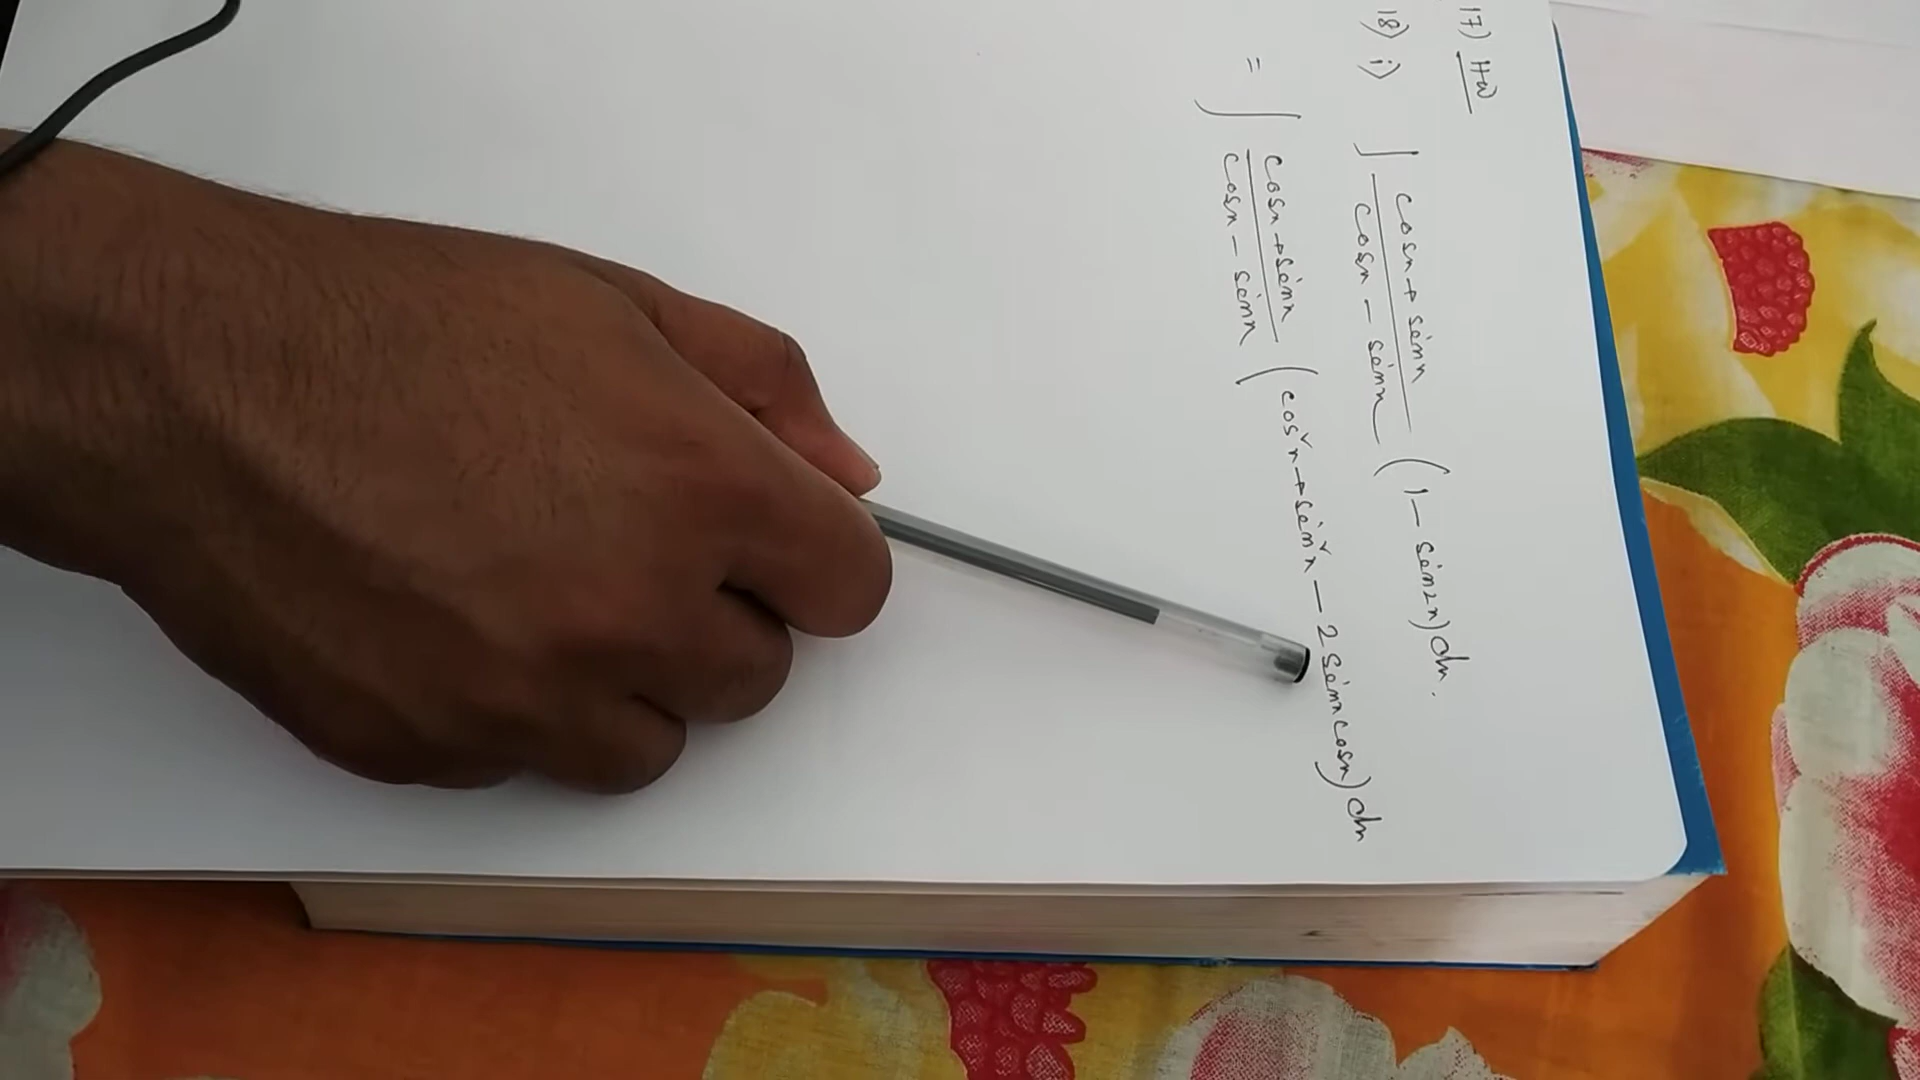 17) HW
18) i) ∫ (cosx + sinx)/(cosx - sinx) (1 - sin2x) dx.
= ∫ (cosx + sinx)/(cosx - sinx) (cos²x + sin²x - 2 sinx cosx) dx